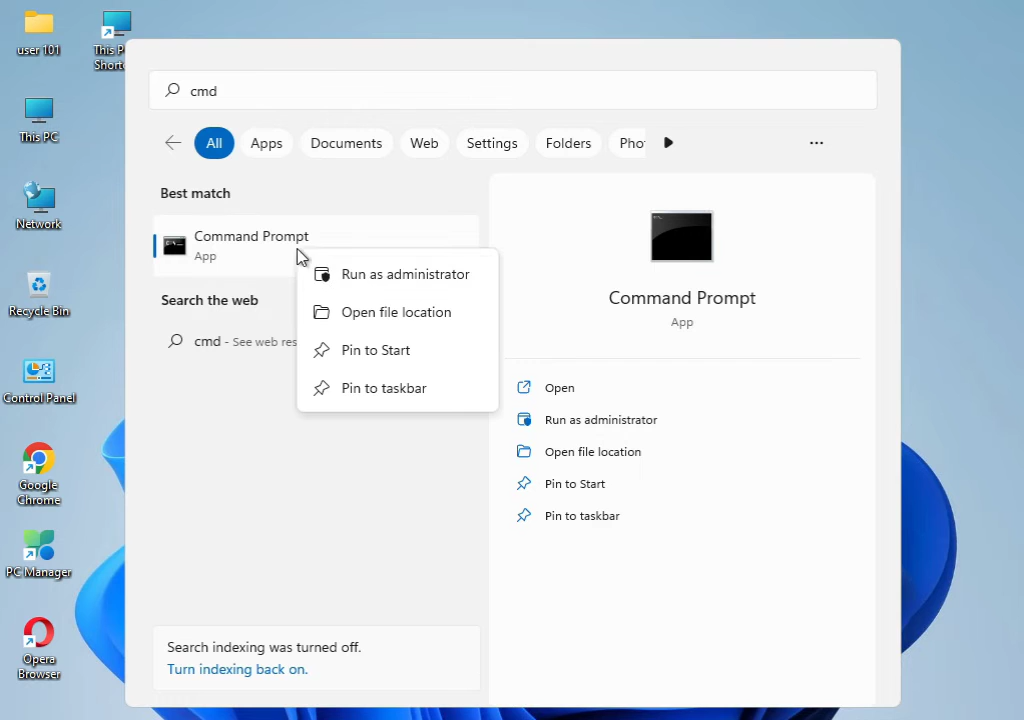 user 101
This P
Shorto
This PC
Network
Recycle Bin
Control Panel
Google
Chrome
PC Manager
Opera
Browser
cmd
All
Apps
Documents
Web
Settings
Folders
Pho
Best match
Command Prompt
App
Search the web
cmd - See web res
Run as administrator
Open file location
Pin to Start
Pin to taskbar
Command Prompt
App
Open
Run as administrator
Open file location
Pin to Start
Pin to taskbar
Search indexing was turned off.
Turn indexing back on.